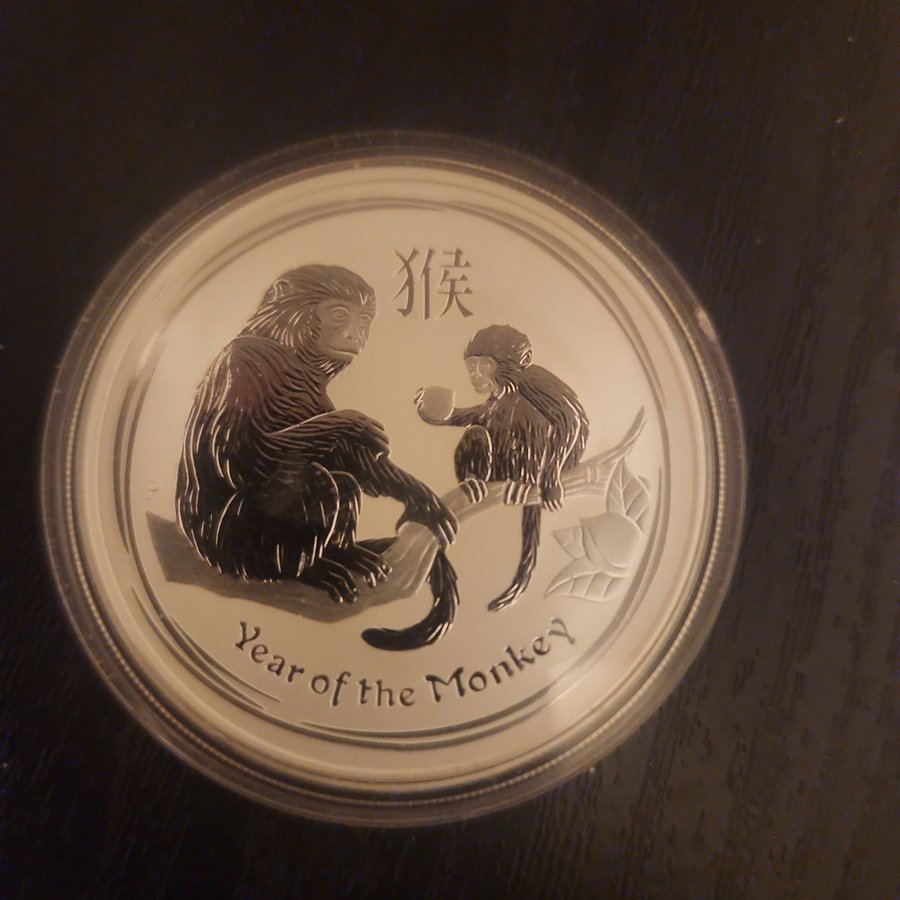 猴
P
Year of the Monkey